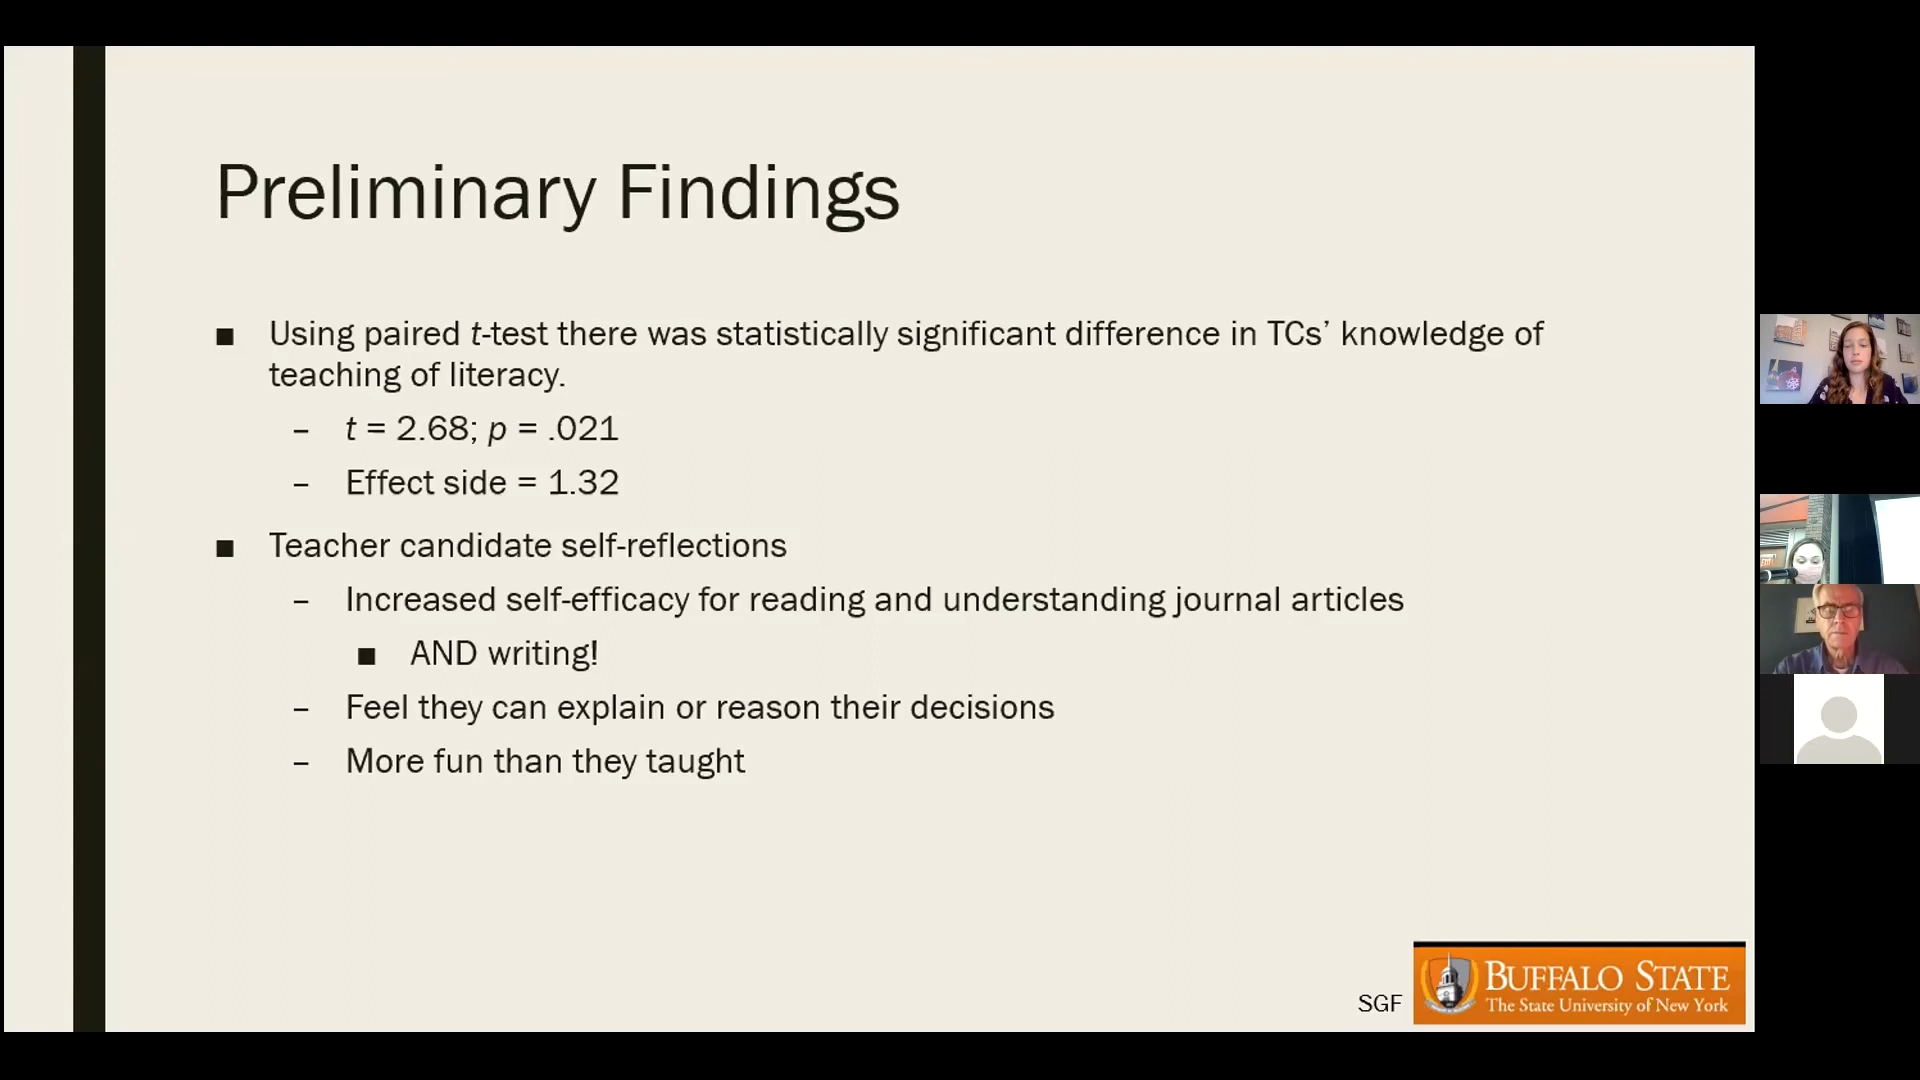 Preliminary Findings
■ Using paired t-test there was statistically significant difference in TCs’ knowledge of
teaching of literacy.
– t = 2.68; p = .021
– Effect side = 1.32
■ Teacher candidate self-reflections
– Increased self-efficacy for reading and understanding journal articles
■ AND writing!
– Feel they can explain or reason their decisions
– More fun than they taught
SGF
BUFFALO STATE
The State University of New York